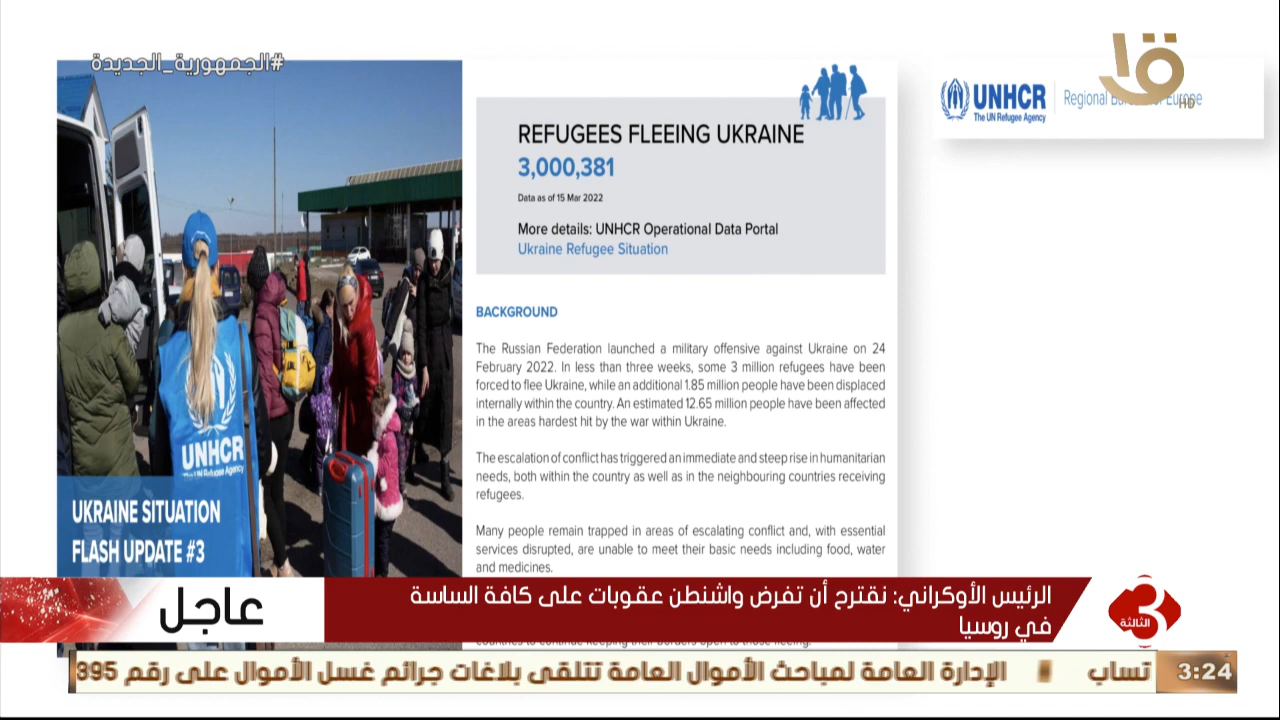 #الجمهورية_الجديدة
HD
UNHCR
The UN Refugee Agency
Regional
Europe
REFUGEES FLEEING UKRAINE
3,000,381
Data as of 15 Mar 2022
More details: UNHCR Operational Data Portal
Ukraine Refugee Situation
BACKGROUND
The Russian Federation launched a military offensive against Ukraine on 24
February 2022. In less than three weeks, some 3 million refugees have been
forced to flee Ukraine, while an additional 1.85 million people have been displaced
internally within the country. An estimated 12.65 million people have been affected
in the areas hardest hit by the war within Ukraine.
The escalation of conflict has triggered an immediate and steep rise in humanitarian
needs, both within the country as well as in the neighbouring countries receiving
refugees.
Many people remain trapped in areas of escalating conflict and, with essential
services disrupted, are unable to meet their basic needs including food, water
and medicines.
countries to continue keeping their borders open to those fleeing.
UNHCR
The UN Refugee Agency
UKRAINE SITUATION
FLASH UPDATE #3
عاجل
الرئيس الأوكراني: نقترح أن تفرض واشنطن عقوبات على كافة الساسة
في روسيا
3
الثالثة
3:24
تساب
الإدارة العامة لمباحث الأموال العامة تتلقى بلاغات جرائم غسل الأموال على رقم 395